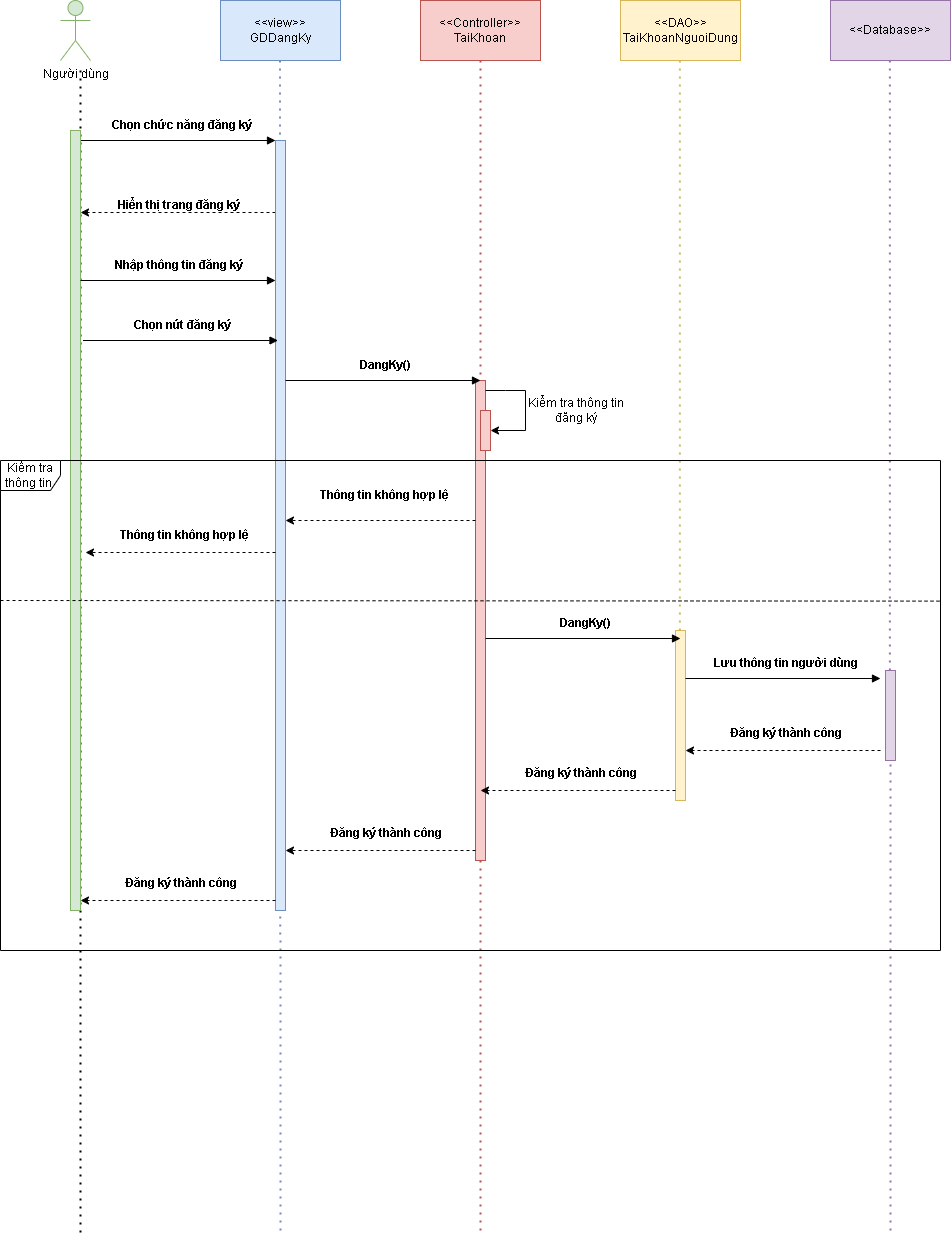 <<view>>
GDDangKy
<<Controller>>
TaiKhoan
<<DAO>>
TaiKhoanNguoiDung
<<Database>>
Người dùng
Chọn chức năng đăng ký
Hiển thị trang đăng ký
Nhập thông tin đăng ký
Chọn nút đăng ký
DangKy()
Kiểm tra thông tin
đăng ký
Kiểm tra
thông tin
Thông tin không hợp lệ
Thông tin không hợp lệ
DangKy()
Lưu thông tin người dùng
Đăng ký thành công
Đăng ký thành công
Đăng ký thành công
Đăng ký thành công